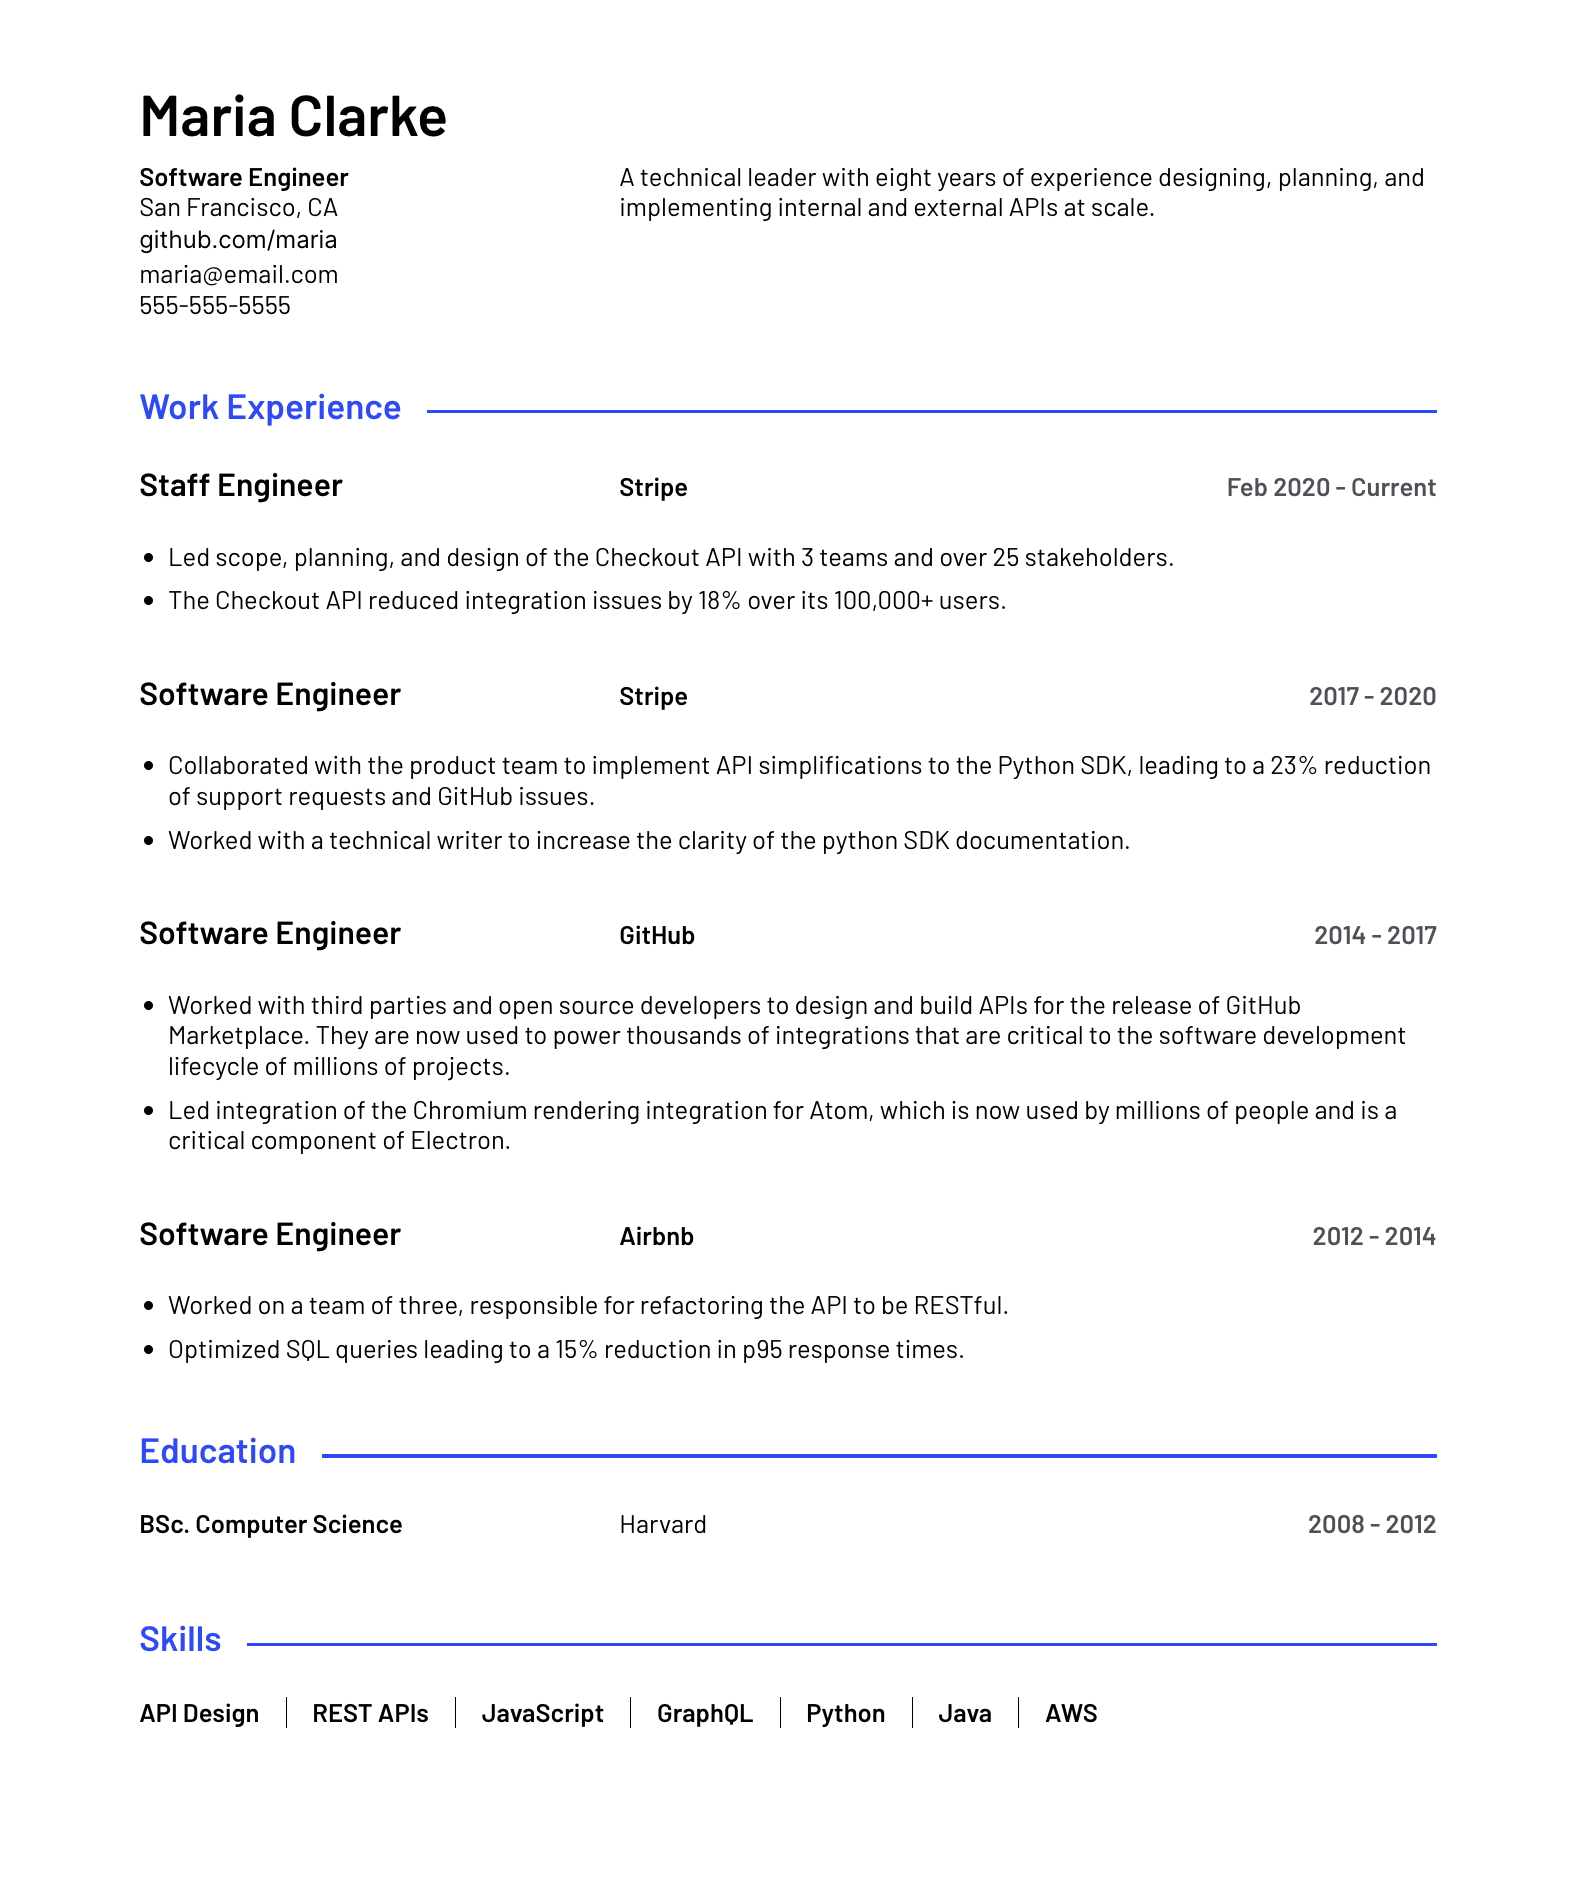 Maria Clarke
Software Engineer
San Francisco, CA
github.com/maria
maria@email.com
555-555-5555
A technical leader with eight years of experience designing, planning, and
implementing internal and external APIs at scale.
Work Experience
Staff Engineer Stripe Feb 2020 - Current
• Led scope, planning, and design of the Checkout API with 3 teams and over 25 stakeholders.
• The Checkout API reduced integration issues by 18% over its 100,000+ users.
Software Engineer Stripe 2017 - 2020
• Collaborated with the product team to implement API simplifications to the Python SDK, leading to a 23% reduction
of support requests and GitHub issues.
• Worked with a technical writer to increase the clarity of the python SDK documentation.
Software Engineer GitHub 2014 - 2017
• Worked with third parties and open source developers to design and build APIs for the release of GitHub
Marketplace. They are now used to power thousands of integrations that are critical to the software development
lifecycle of millions of projects.
• Led integration of the Chromium rendering integration for Atom, which is now used by millions of people and is a
critical component of Electron.
Software Engineer Airbnb 2012 - 2014
• Worked on a team of three, responsible for refactoring the API to be RESTful.
• Optimized SQL queries leading to a 15% reduction in p95 response times.
Education
BSc. Computer Science Harvard 2008 - 2012
Skills
API Design | REST APIs | JavaScript | GraphQL | Python | Java | AWS